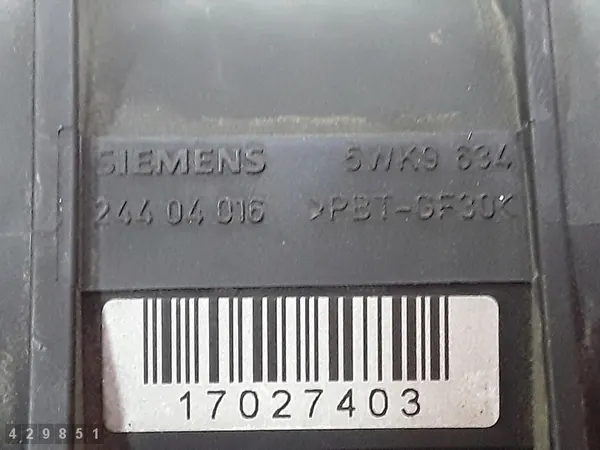 SIEMENS 5WK9 634
244 04 016 >PBT-GF30<
17027403
429851